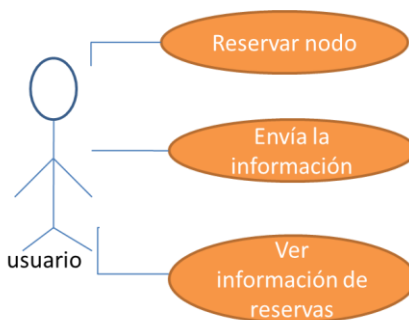 Reservar nodo
Envía la
información
usuario
Ver
información de
reservas